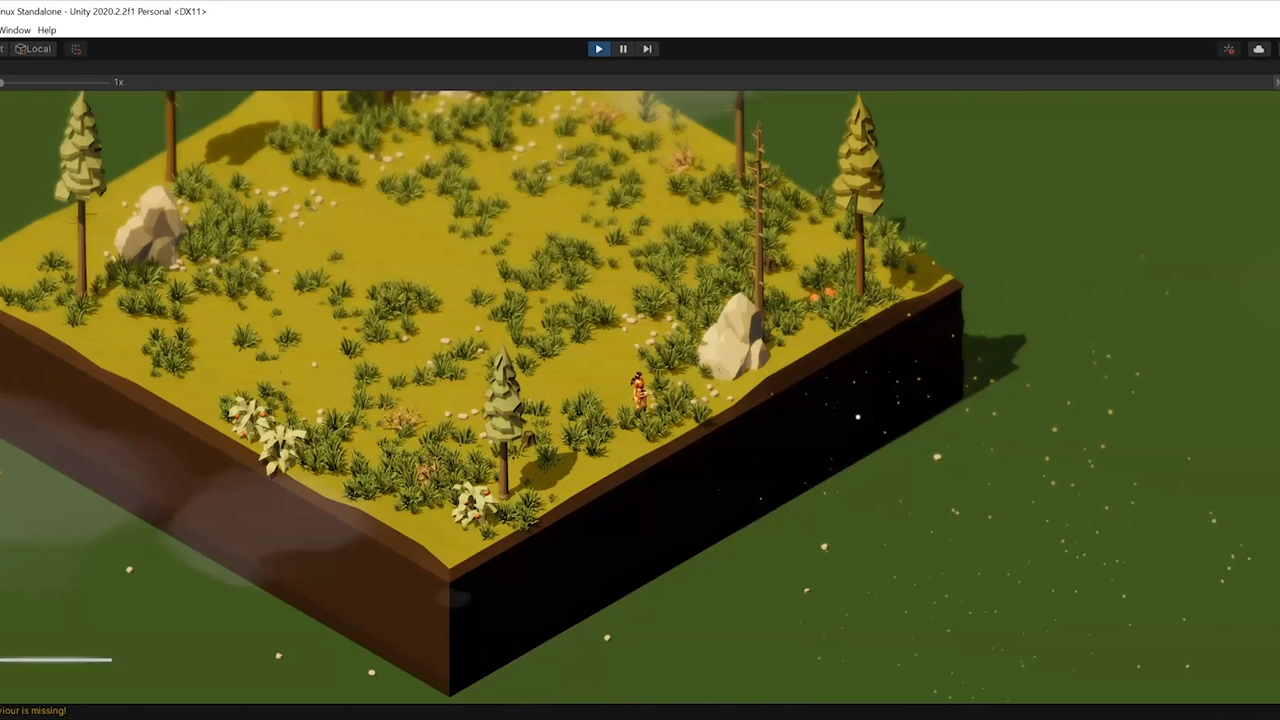 nux Standalone - Unity 2020.2.2f1 Personal <DX11>
Window Help
t Local
1x
viour is missing!